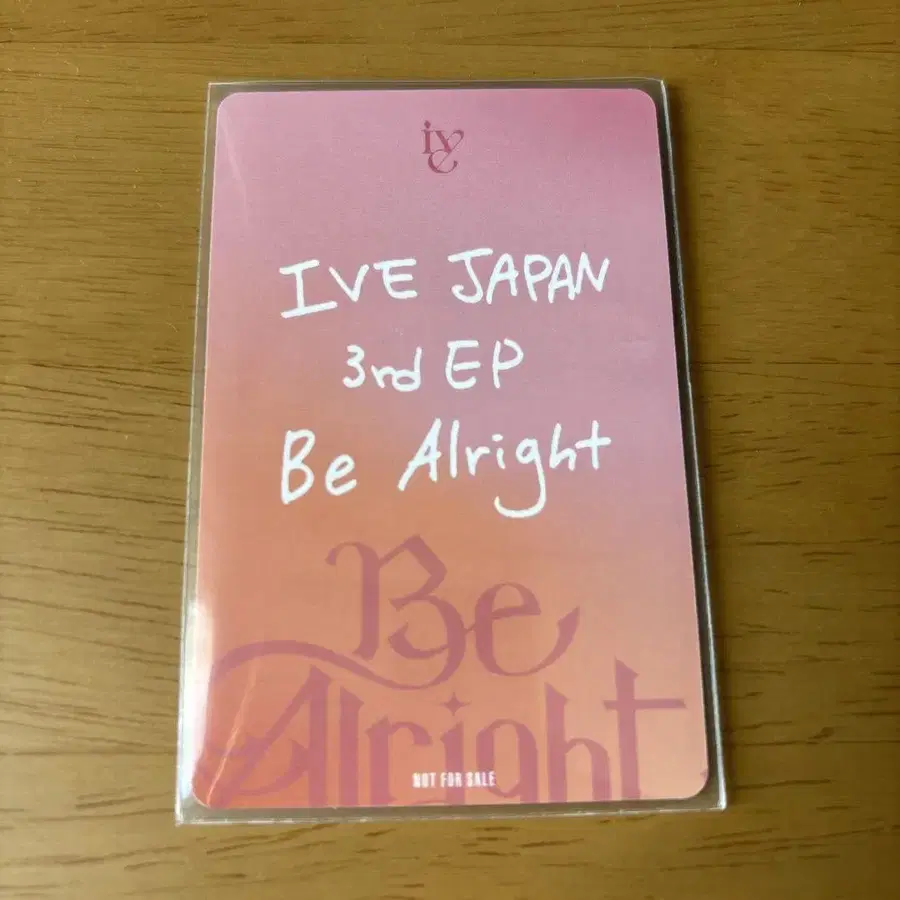 ive
IVE JAPAN
3rd EP
Be Alright
Be
Alright
NOT FOR SALE